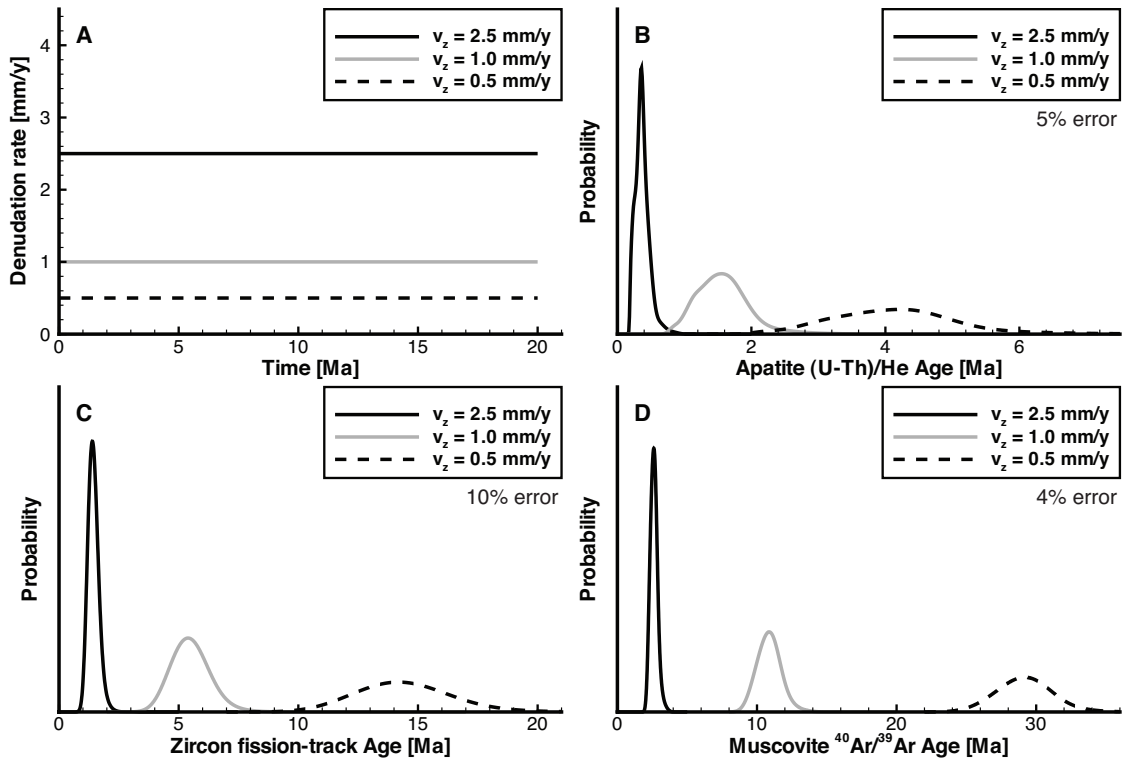 A
v_z = 2.5 mm/y
v_z = 1.0 mm/y
v_z = 0.5 mm/y
Denudation rate [mm/y]
4
3
2
1
0
0 5 10 15 20
Time [Ma]
B
v_z = 2.5 mm/y
v_z = 1.0 mm/y
v_z = 0.5 mm/y
5% error
Probability
0 2 4 6
Apatite (U-Th)/He Age [Ma]
C
v_z = 2.5 mm/y
v_z = 1.0 mm/y
v_z = 0.5 mm/y
10% error
Probability
0 5 10 15 20
Zircon fission-track Age [Ma]
D
v_z = 2.5 mm/y
v_z = 1.0 mm/y
v_z = 0.5 mm/y
4% error
Probability
0 10 20 30
Muscovite ⁴⁰Ar/³⁹Ar Age [Ma]